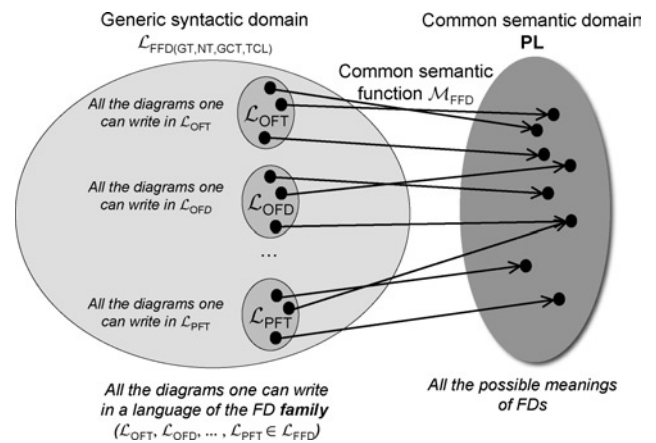 Generic syntactic domain
ℒFFD(GT,NT,GCT,TCL)
Common semantic domain
PL
Common semantic
function ℳFFD
All the diagrams one
can write in ℒOFT
ℒOFT
All the diagrams one
can write in ℒOFD
ℒOFD
...
All the diagrams one
can write in ℒPFT
ℒPFT
All the diagrams one can write
in a language of the FD family
(ℒOFT, ℒOFD, ... , ℒPFT ∈ ℒFFD)
All the possible meanings
of FDs